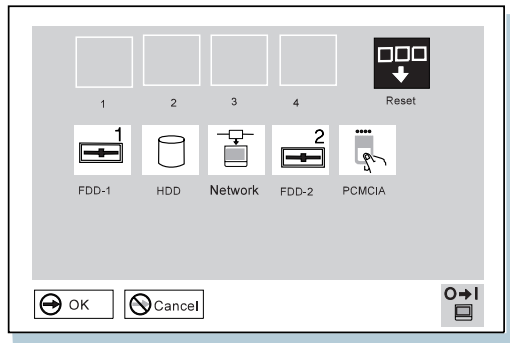 1 2 3 4 Reset
1 2
FDD-1 HDD Network FDD-2 PCMCIA
OK Cancel
O➔I